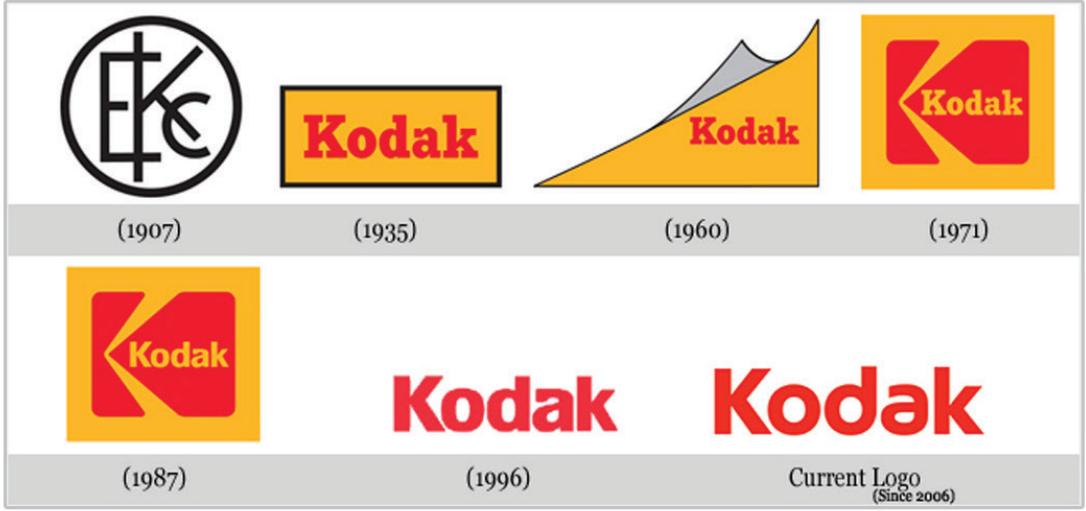 EKC
Kodak
Kodak
Kodak
(1907)
(1935)
(1960)
(1971)
Kodak
Kodak
Kodak
(1987)
(1996)
Current Logo
(Since 2006)